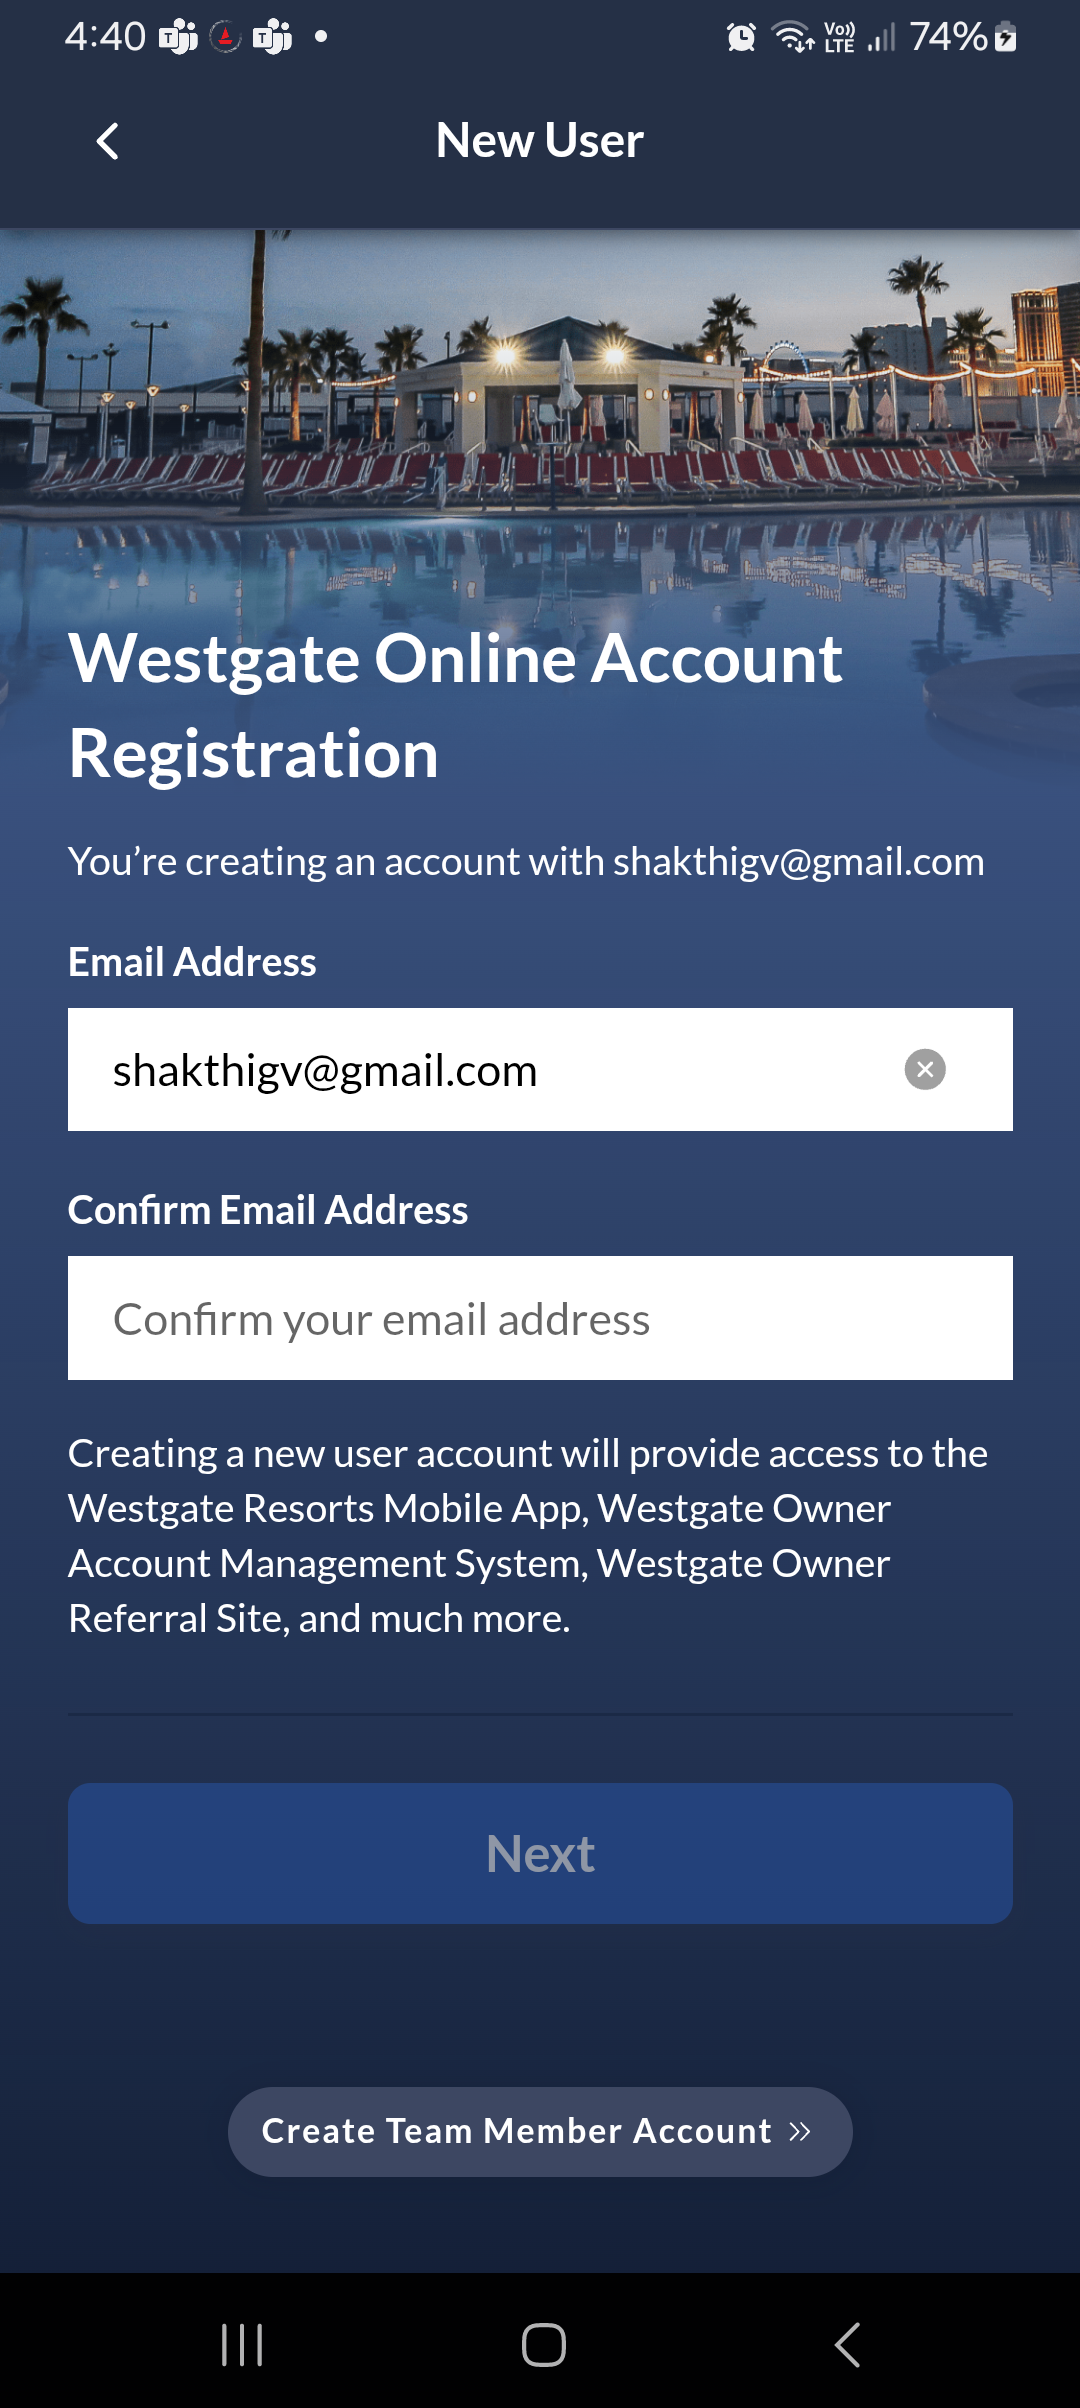 4:40 T T Vo)) LTE 74%
New User
Westgate Online Account
Registration
You’re creating an account with shakthigv@gmail.com
Email Address
shakthigv@gmail.com
Confirm Email Address
Confirm your email address
Creating a new user account will provide access to the
Westgate Resorts Mobile App, Westgate Owner
Account Management System, Westgate Owner
Referral Site, and much more.
Next
Create Team Member Account